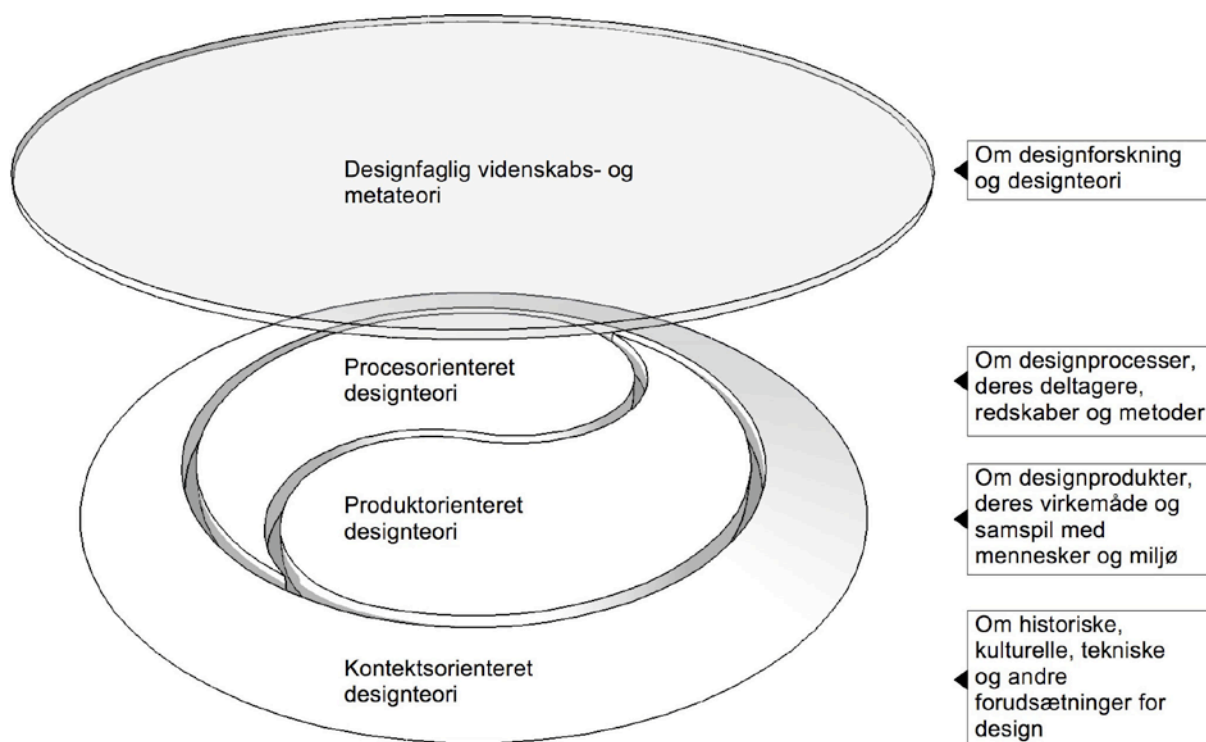 Designfaglig videnskabs- og
metateori
Om designforskning
og designteori
Procesorienteret
designteori
Om designprocesser,
deres deltagere,
redskaber og metoder
Produktorienteret
designteori
Om designprodukter,
deres virkemåde og
samspil med
mennesker og miljø
Kontektsorienteret
designteori
Om historiske,
kulturelle, tekniske
og andre
forudsætninger for
design